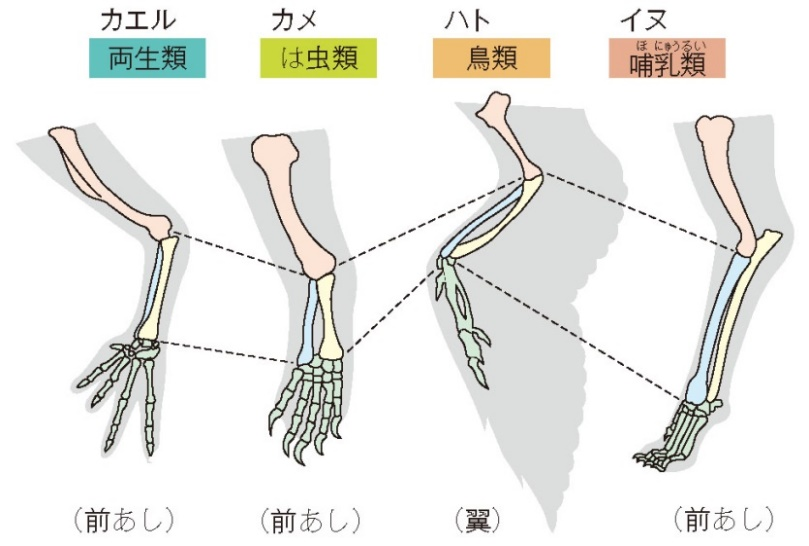 カエル
両生類
カメ
は虫類
ハト
鳥類
イヌ
ほにゅうるい
哺乳類
(前あし)
(前あし)
(翼)
(前あし)